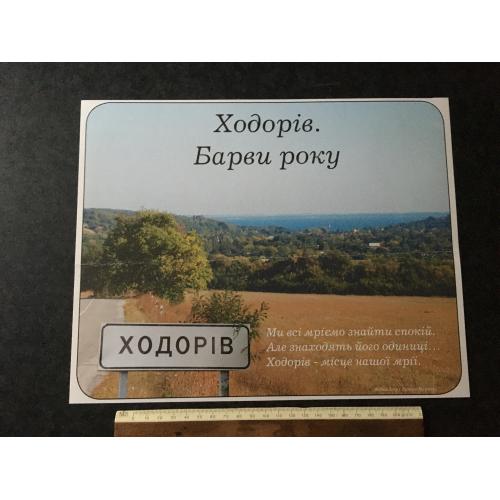 Ходорів.
Барви року
Ми всі мріємо знайти спокій.
Але знаходять його одиниці...
Ходорів - місце нашої мрії.
ХОДОРІВ